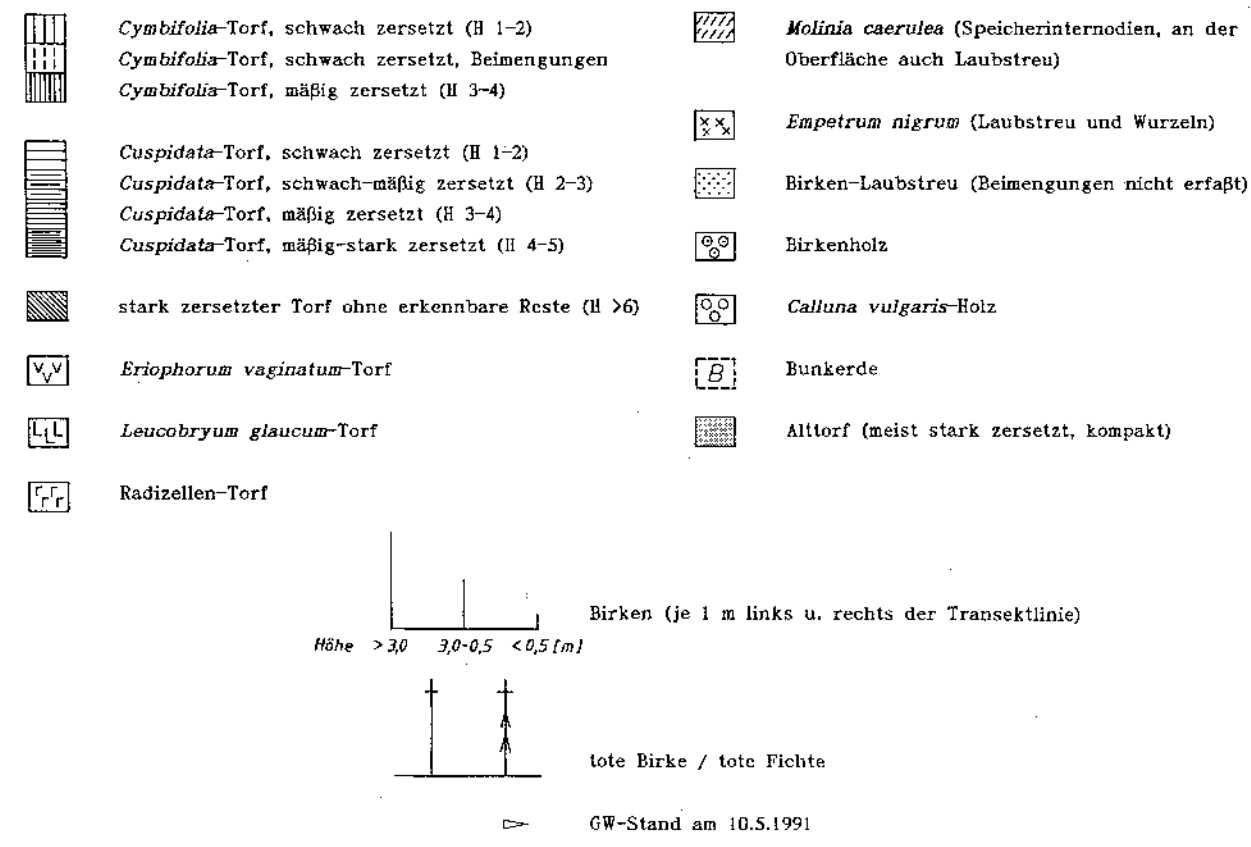 Cymbifolia-Torf, schwach zersetzt (H 1-2)
Cymbifolia-Torf, schwach zersetzt, Beimengungen
Cymbifolia-Torf, mäßig zersetzt (H 3-4)
Cuspidata-Torf, schwach zersetzt (H 1-2)
Cuspidata-Torf, schwach-mäßig zersetzt (H 2-3)
Cuspidata-Torf, mäßig zersetzt (H 3-4)
Cuspidata-Torf, mäßig-stark zersetzt (H 4-5)
stark zersetzter Torf ohne erkennbare Reste (H >6)
V V V
Eriophorum vaginatum-Torf
L L L
Leucobryum glaucum-Torf
r r r r
Radizellen-Torf
Molinia caerulea (Speicherinternodien, an der
Oberfläche auch Laubstreu)
x x x x
Empetrum nigrum (Laubstreu und Wurzeln)
Birken-Laubstreu (Beimengungen nicht erfaßt)
Birkenholz
Calluna vulgaris-Holz
B
Bunkerde
Alttorf (meist stark zersetzt, kompakt)
Birken (je 1 m links u. rechts der Transektlinie)
Höhe > 3,0 3,0-0,5 < 0,5 [m]
tote Birke / tote Fichte
GW-Stand am 10.5.1991